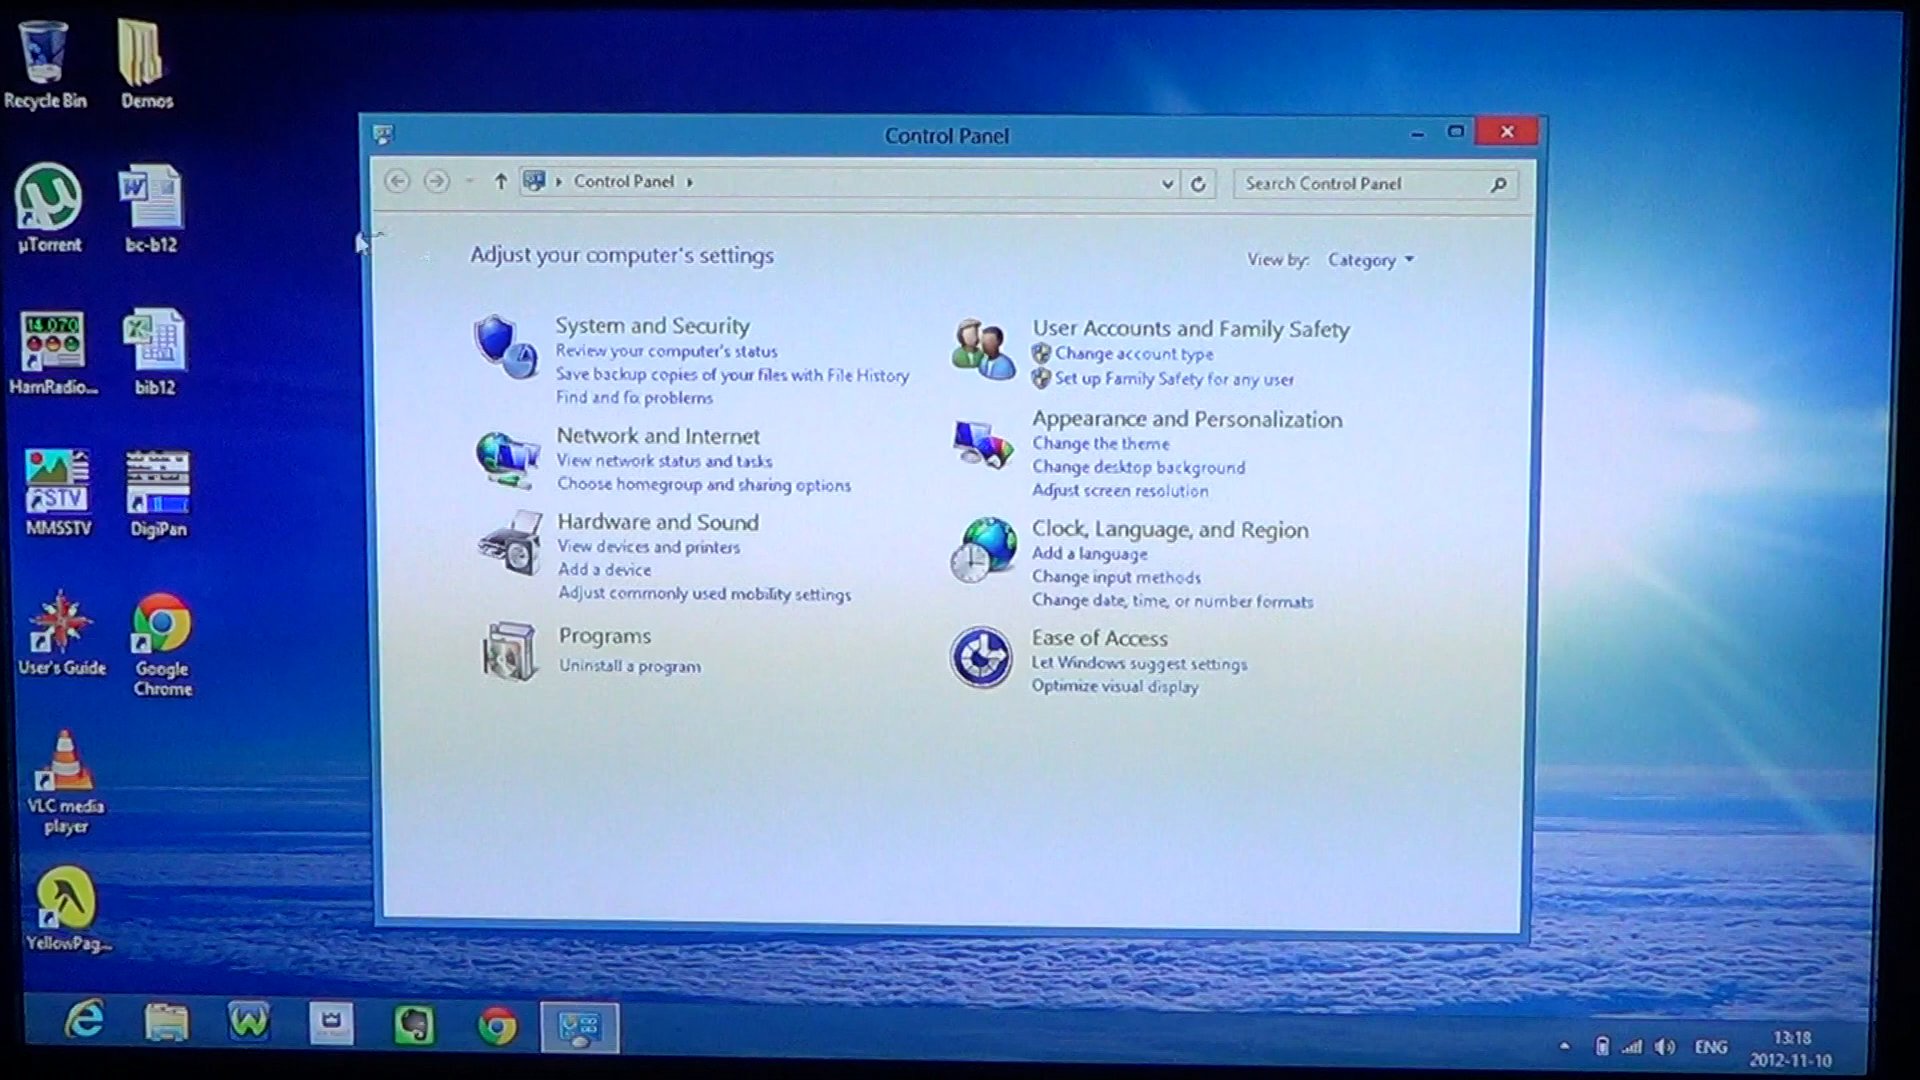 Recycle Bin
Demos
µTorrent
bc-b12
14.070
HamRadio...
bib12
SSTV
MMSSTV
DigiPan
User's Guide
Google
Chrome
VLC media
player
YellowPag...
Control Panel
Control Panel
Search Control Panel
Adjust your computer's settings
View by: Category
System and Security
Review your computer's status
Save backup copies of your files with File History
Find and fix problems
Network and Internet
View network status and tasks
Choose homegroup and sharing options
Hardware and Sound
View devices and printers
Add a device
Adjust commonly used mobility settings
Programs
Uninstall a program
User Accounts and Family Safety
Change account type
Set up Family Safety for any user
Appearance and Personalization
Change the theme
Change desktop background
Adjust screen resolution
Clock, Language, and Region
Add a language
Change input methods
Change date, time, or number formats
Ease of Access
Let Windows suggest settings
Optimize visual display
ENG
13:18
2012-11-10